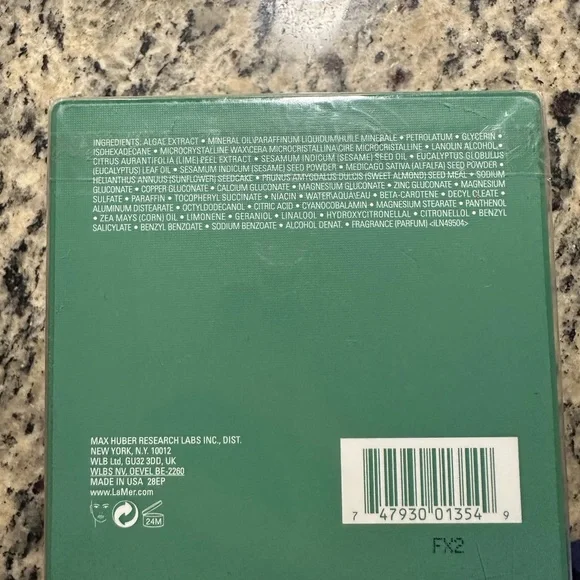 INGREDIENTS: ALGAE EXTRACT • MINERAL OIL\PARAFFINUM LIQUIDUM\HUILE MINERALE • PETROLATUM • GLYCERIN •
ISOHEXADECANE • MICROCRYSTALLINE WAX\CERA MICROCRISTALLINA\CIRE MICROCRISTALLINE • LANOLIN ALCOHOL •
CITRUS AURANTIFOLIA (LIME) PEEL EXTRACT • SESAMUM INDICUM (SESAME) SEED OIL • EUCALYPTUS GLOBULUS
(EUCALYPTUS) LEAF OIL • SESAMUM INDICUM (SESAME) SEED POWDER • MEDICAGO SATIVA (ALFALFA) SEED POWDER •
HELIANTHUS ANNUUS (SUNFLOWER) SEEDCAKE • PRUNUS AMYGDALUS DULCIS (SWEET ALMOND) SEED MEAL • SODIUM
GLUCONATE • COPPER GLUCONATE • CALCIUM GLUCONATE • MAGNESIUM GLUCONATE • ZINC GLUCONATE • MAGNESIUM
SULFATE • PARAFFIN • TOCOPHERYL SUCCINATE • NIACIN • WATER\AQUA\EAU • BETA-CAROTENE • DECYL OLEATE •
ALUMINUM DISTEARATE • OCTYLDODECANOL • CITRIC ACID • CYANOCOBALAMIN • MAGNESIUM STEARATE • PANTHENOL
• ZEA MAYS (CORN) OIL • LIMONENE • GERANIOL • LINALOOL • HYDROXYCITRONELLAL • CITRONELLOL • BENZYL
SALICYLATE • BENZYL BENZOATE • SODIUM BENZOATE • ALCOHOL DENAT. • FRAGRANCE (PARFUM) <ILN49504>
MAX HUBER RESEARCH LABS INC., DIST.
NEW YORK, N.Y. 10012
WLB Ltd, GU32 3DD, UK
WLBS NV. OEVEL BE-2260
MADE IN USA 28EP
www.LaMer.com
24M
7 47930 01354 9
FX2